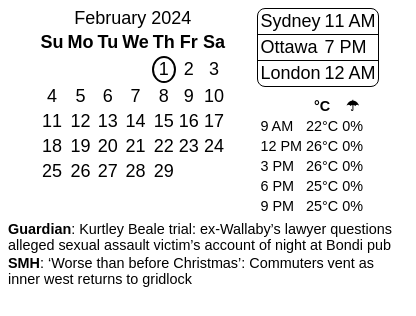 February 2024
Su Mo Tu We Th Fr Sa
1 2 3
4 5 6 7 8 9 10
11 12 13 14 15 16 17
18 19 20 21 22 23 24
25 26 27 28 29
Sydney 11 AM
Ottawa 7 PM
London 12 AM
°C ☂
9 AM 22°C 0%
12 PM 26°C 0%
3 PM 26°C 0%
6 PM 25°C 0%
9 PM 25°C 0%
Guardian: Kurtley Beale trial: ex-Wallaby’s lawyer questions
alleged sexual assault victim’s account of night at Bondi pub
SMH: ‘Worse than before Christmas’: Commuters vent as
inner west returns to gridlock